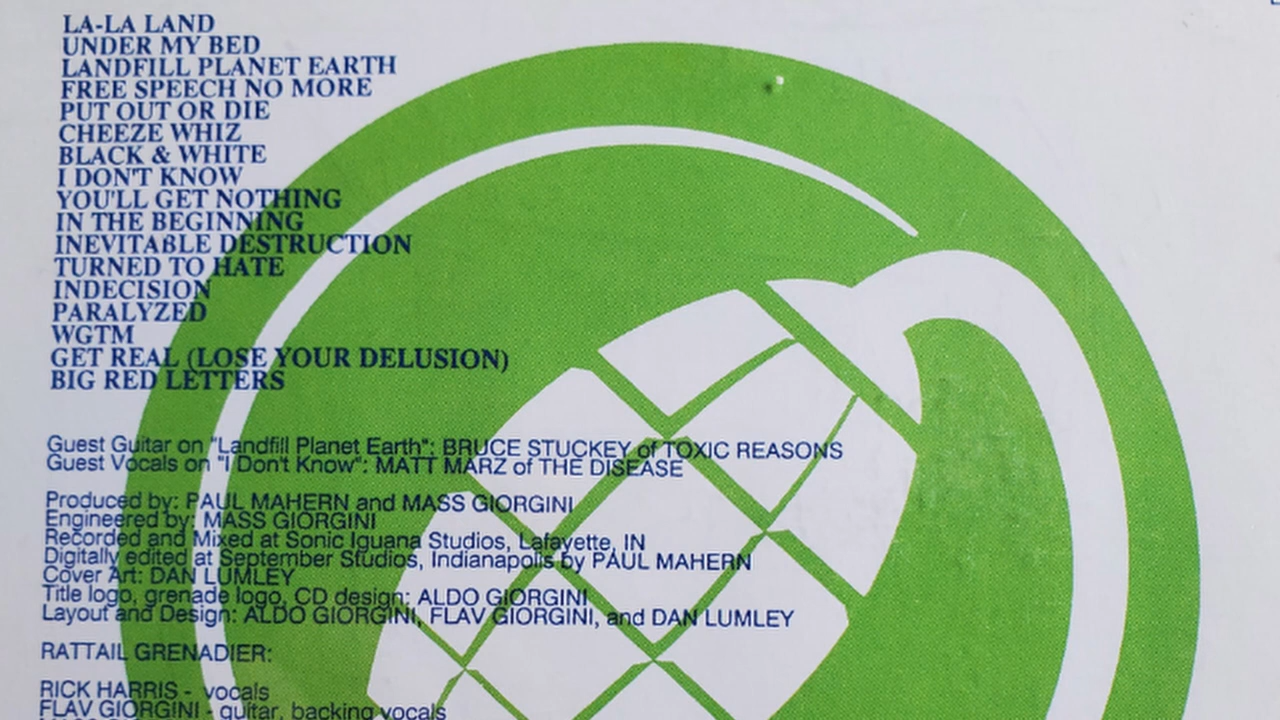 LA-LA LAND
UNDER MY BED
LANDFILL PLANET EARTH
FREE SPEECH NO MORE
PUT OUT OR DIE
CHEEZE WHIZ
BLACK & WHITE
I DON'T KNOW
YOU'LL GET NOTHING
IN THE BEGINNING
INEVITABLE DESTRUCTION
TURNED TO HATE
INDECISION
PARALYZED
WGTM
GET REAL (LOSE YOUR DELUSION)
BIG RED LETTERS
Guest Guitar on "Landfill Planet Earth": BRUCE STUCKEY of TOXIC REASONS
Guest Vocals on "I Don't Know": MATT MARZ of THE DISEASE
Produced by: PAUL MAHERN and MASS GIORGINI
Engineered by: MASS GIORGINI
Recorded and Mixed at Sonic Iguana Studios, Lafayette, IN
Digitally edited at September Studios, Indianapolis by PAUL MAHERN
Cover Art: DAN LUMLEY
Title logo, grenade logo, CD design: ALDO GIORGINI
Layout and Design: ALDO GIORGINI, FLAV GIORGINI, and DAN LUMLEY
RATTAIL GRENADIER:
RICK HARRIS - vocals
FLAV GIORGINI - guitar, backing vocals